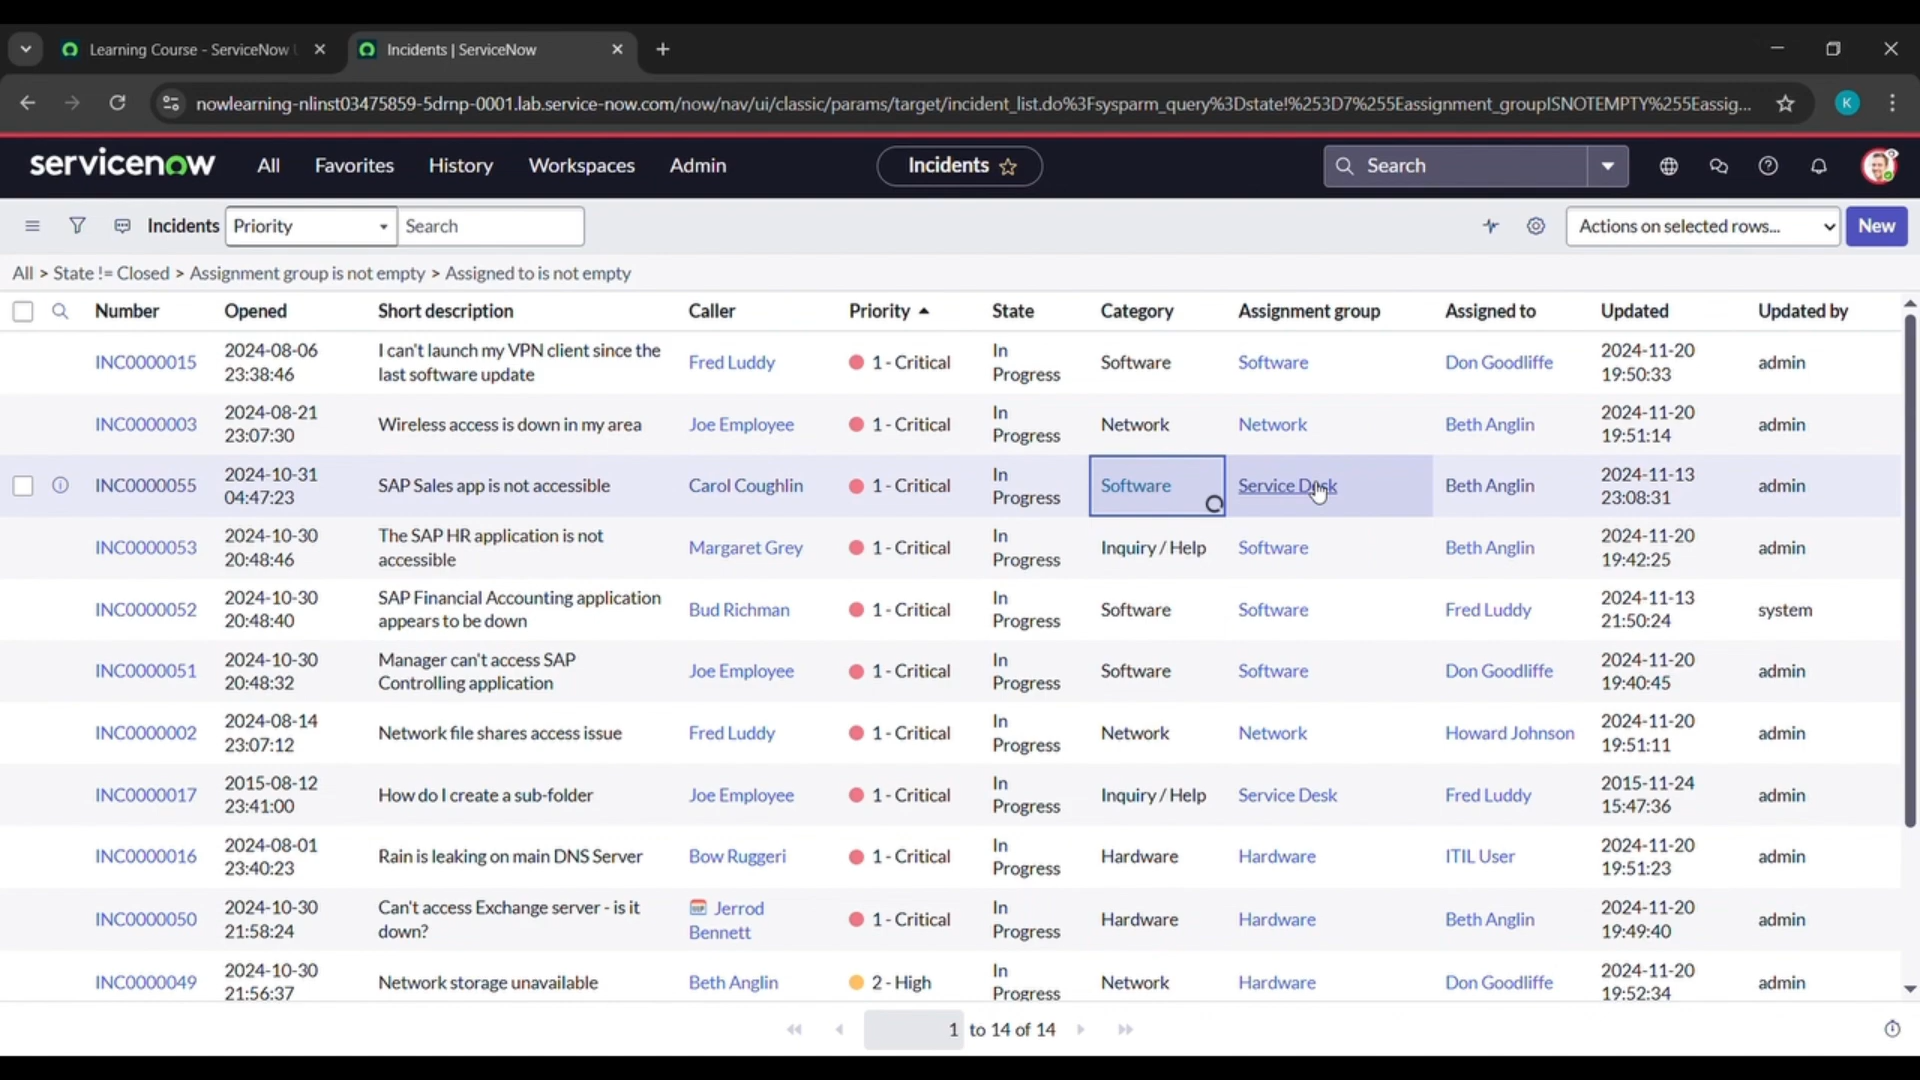 Learning Course - ServiceNow U
Incidents | ServiceNow
nowlearning-nlinst03475859-5drnp-0001.lab.service-now.com/now/nav/ui/classic/params/target/incident_list.do%3Fsysparm_query%3Dstate!%253D7%255Eassignment_groupISNOTEMPTY%255Eassig...
K
servicenow All Favorites History Workspaces Admin Incidents Search
Incidents Priority Search Actions on selected rows... New
All > State != Closed > Assignment group is not empty > Assigned to is not empty
Number Opened Short description Caller Priority State Category Assignment group Assigned to Updated Updated by
INC0000015 2024-08-06 23:38:46 I can't launch my VPN client since the last software update Fred Luddy 1 - Critical In Progress Software Software Don Goodliffe 2024-11-20 19:50:33 admin
INC0000003 2024-08-21 23:07:30 Wireless access is down in my area Joe Employee 1 - Critical In Progress Network Network Beth Anglin 2024-11-20 19:51:14 admin
INC0000055 2024-10-31 04:47:23 SAP Sales app is not accessible Carol Coughlin 1 - Critical In Progress Software Service Desk Beth Anglin 2024-11-13 23:08:31 admin
INC0000053 2024-10-30 20:48:46 The SAP HR application is not accessible Margaret Grey 1 - Critical In Progress Inquiry / Help Software Beth Anglin 2024-11-20 19:42:25 admin
INC0000052 2024-10-30 20:48:40 SAP Financial Accounting application appears to be down Bud Richman 1 - Critical In Progress Software Software Fred Luddy 2024-11-13 21:50:24 system
INC0000051 2024-10-30 20:48:32 Manager can't access SAP Controlling application Joe Employee 1 - Critical In Progress Software Software Don Goodliffe 2024-11-20 19:40:45 admin
INC0000002 2024-08-14 23:07:12 Network file shares access issue Fred Luddy 1 - Critical In Progress Network Network Howard Johnson 2024-11-20 19:51:11 admin
INC0000017 2015-08-12 23:41:00 How do I create a sub-folder Joe Employee 1 - Critical In Progress Inquiry / Help Service Desk Fred Luddy 2015-11-24 15:47:36 admin
INC0000016 2024-08-01 23:40:23 Rain is leaking on main DNS Server Bow Ruggeri 1 - Critical In Progress Hardware Hardware ITIL User 2024-11-20 19:51:23 admin
INC0000050 2024-10-30 21:58:24 Can't access Exchange server - is it down? Jerrod Bennett 1 - Critical In Progress Hardware Hardware Beth Anglin 2024-11-20 19:49:40 admin
INC0000049 2024-10-30 21:56:37 Network storage unavailable Beth Anglin 2 - High In Progress Network Hardware Don Goodliffe 2024-11-20 19:52:34 admin
1 to 14 of 14